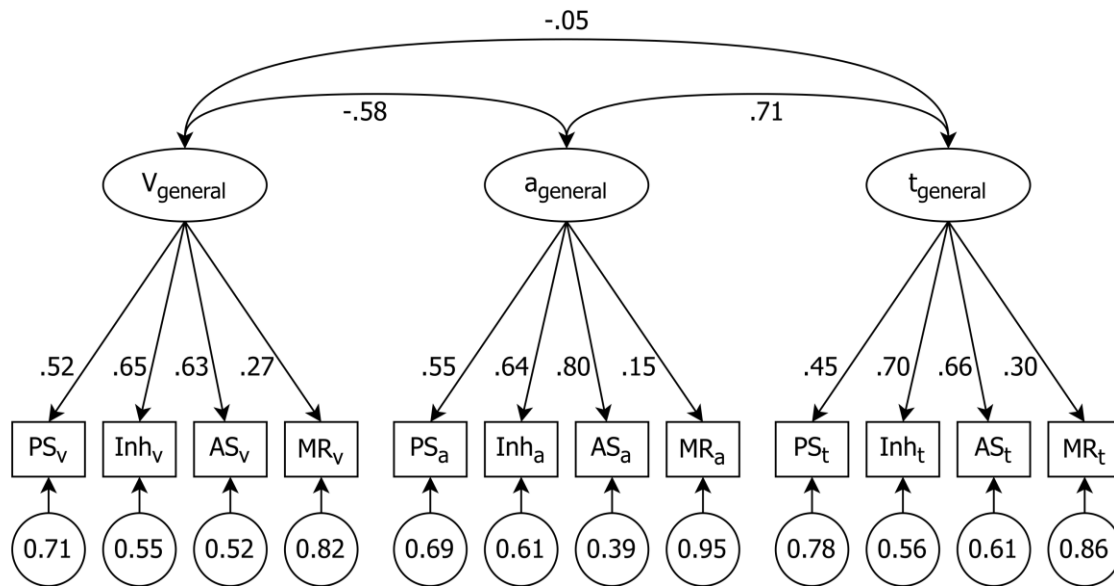 -.05
-.58 .71
Vgeneral ageneral tgeneral
.52 .65 .63 .27 .55 .64 .80 .15 .45 .70 .66 .30
PSv Inhv ASv MRv PSa Inha ASa MRa PSt Inht ASt MRt
0.71 0.55 0.52 0.82 0.69 0.61 0.39 0.95 0.78 0.56 0.61 0.86